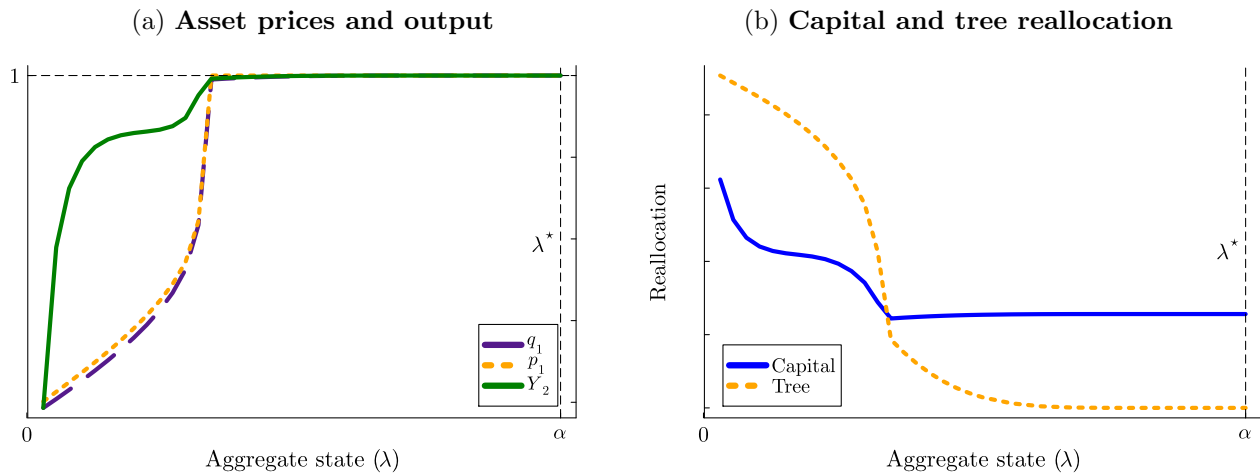 (a) Asset prices and output
1
λ*
q1
p1
Y2
0
α
Aggregate state (λ)
(b) Capital and tree reallocation
Reallocation
λ*
Capital
Tree
0
α
Aggregate state (λ)